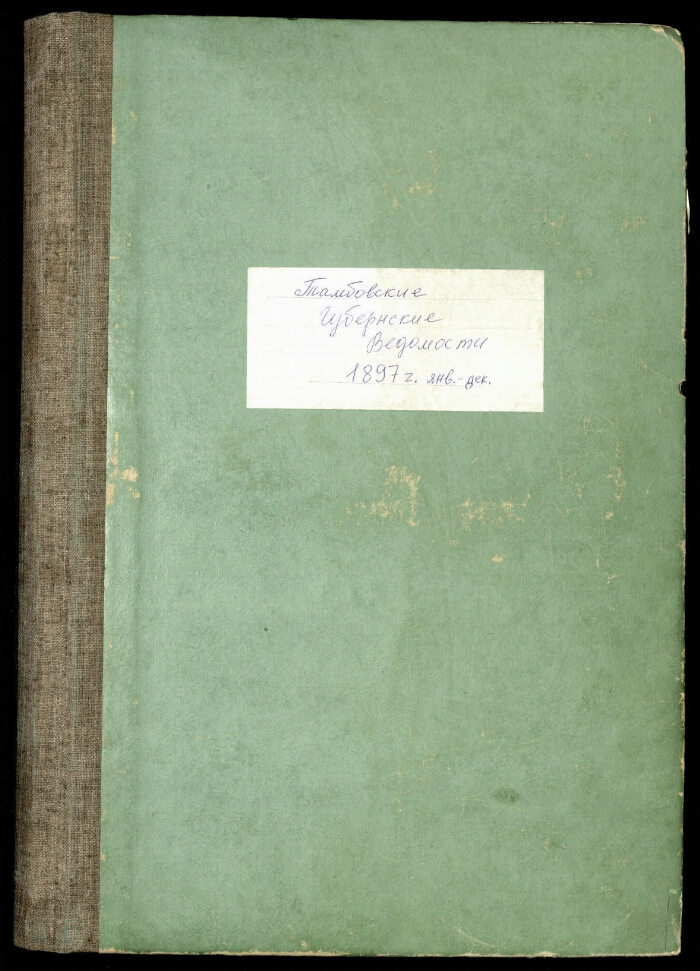 Тамбовские
Губернские
Ведомости
1897 г. янв.-дек.